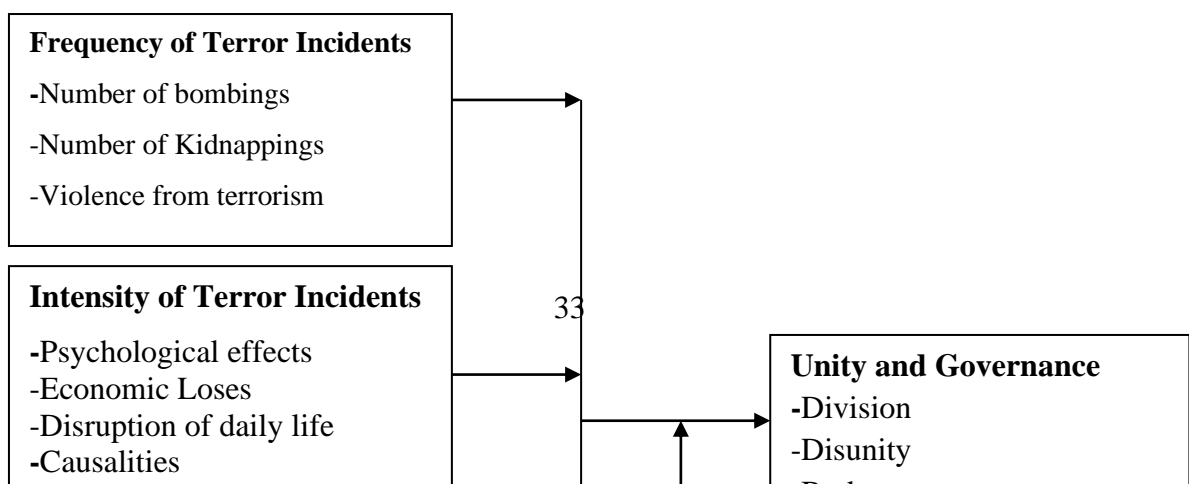 Frequency of Terror Incidents
-Number of bombings
-Number of Kidnappings
-Violence from terrorism
Intensity of Terror Incidents
-Psychological effects
-Economic Loses
-Disruption of daily life
-Causalities
33
Unity and Governance
-Division
-Disunity